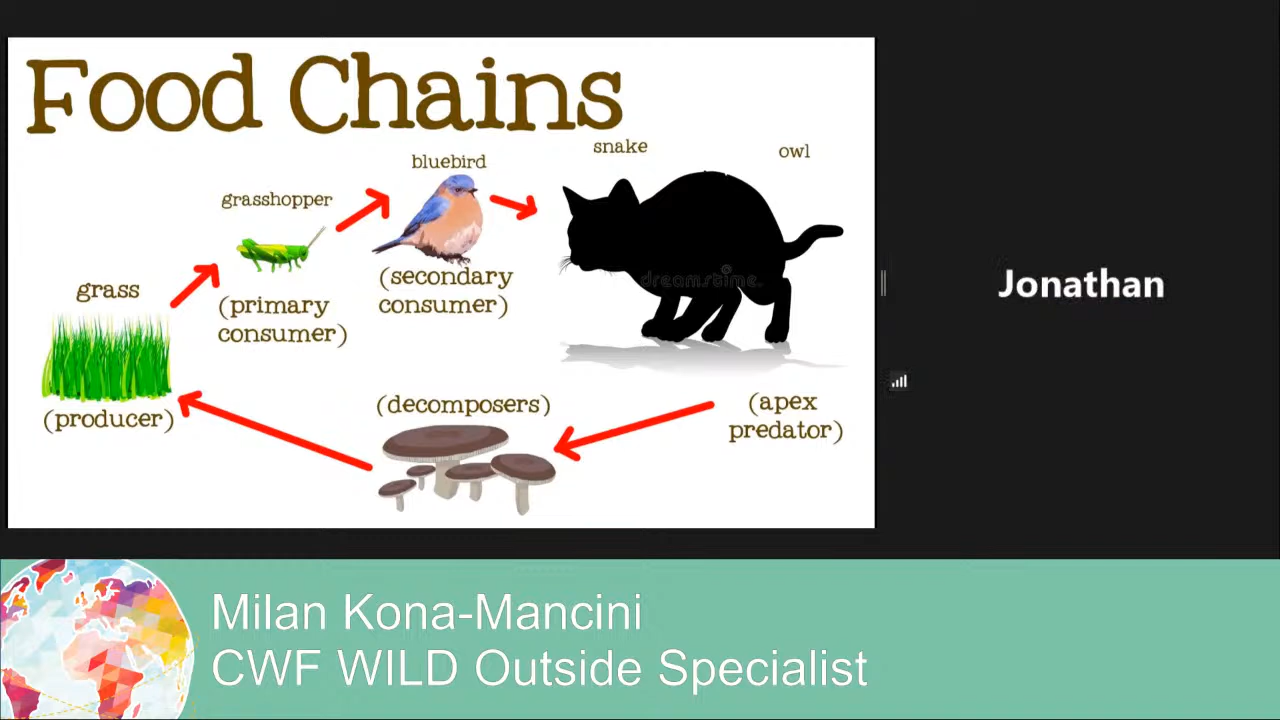 Food Chains
snake
owl
bluebird
grasshopper
(secondary
consumer)
grass
(primary
consumer)
dreamstime.
Jonathan
(decomposers)
(apex
predator)
(producer)
Milan Kona-Mancini
CWF WILD Outside Specialist